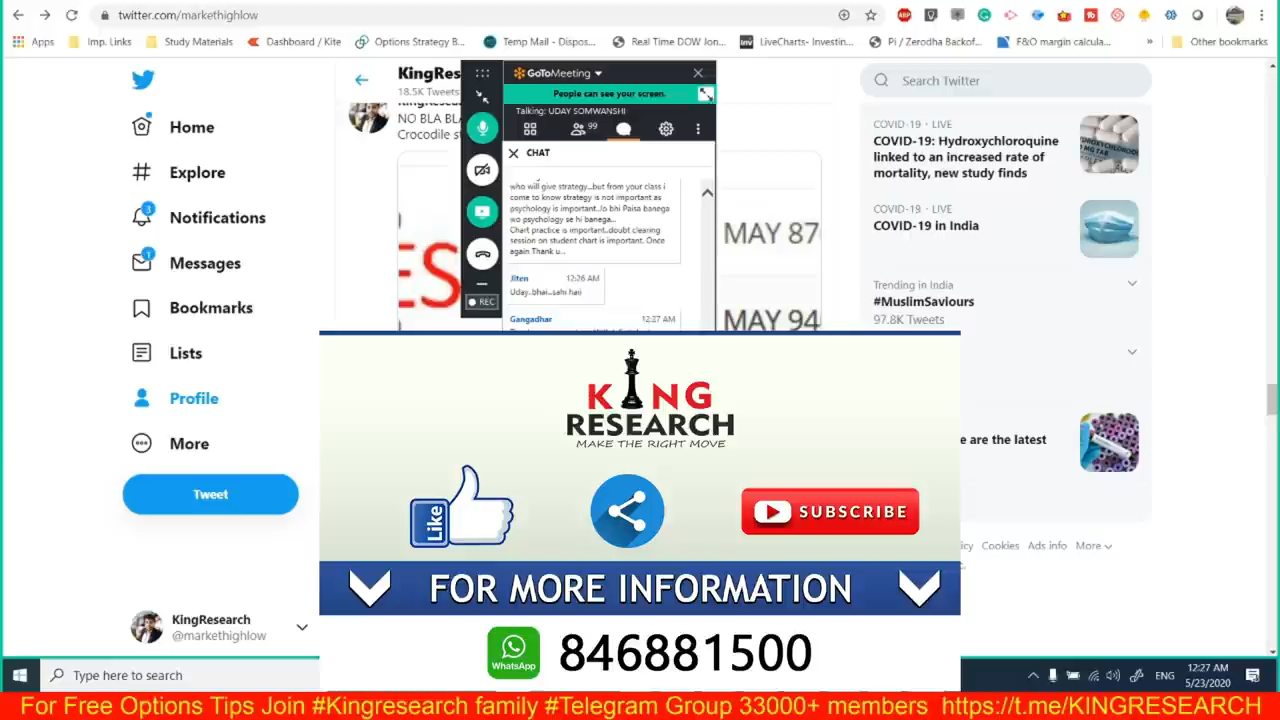 twitter.com/markethighlow
Apps
Imp. Links
Study Materials
Dashboard / Kite
Options Strategy B...
Temp Mail - Dispos...
Real Time DOW Jon...
LiveCharts- Investin...
Pi / Zerodha Backof...
F&O margin calcula...
»
Other bookmarks
Home
Explore
Notifications
3
Messages
1
Bookmarks
Lists
Profile
More
Tweet
KingResearch
@markethighlow
KingRes
18.5K Tweets
NO BLA BLA
Crocodile st
ES
MAY 87
MAY 94
GoToMeeting
People can see your screen.
Talking: UDAY SOMWANSHI
99
CHAT
who will give strategy...but from your class i
come to know strategy is not important as
psychology is important...Jo bhi Paisa banega
wo psychology se hi banega...
Chart practice is important..doubt clearing
session on student chart is important. Once
again Thank u...
Jiten 12:26 AM
Uday..bhai...sahi hai)
Gangadhar 12:27 AM
REC
Search Twitter
COVID-19 · LIVE
COVID-19: Hydroxychloroquine
linked to an increased rate of
mortality, new study finds
COVID-19 · LIVE
COVID-19 in India
Trending in India
#MuslimSaviours
97.8K Tweets
e are the latest
icy Cookies Ads info More
KING
RESEARCH
MAKE THE RIGHT MOVE
Like
SUBSCRIBE
FOR MORE INFORMATION
WhatsApp
846881500
Type here to search
ENG
12:27 AM
5/23/2020
For Free Options Tips Join #Kingresearch family #Telegram Group 33000+ members https://t.me/KINGRESEARCH